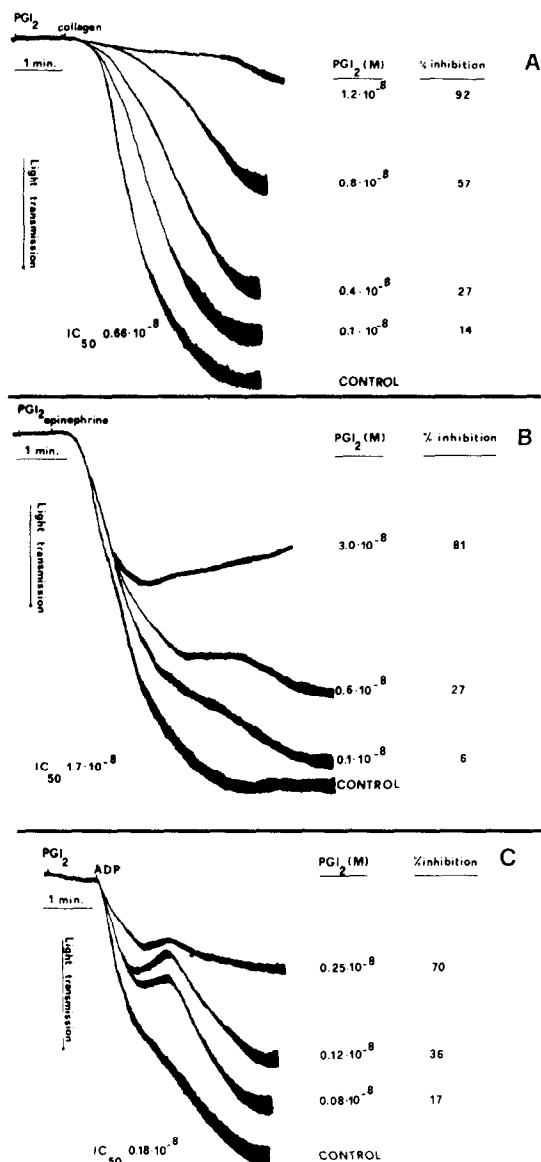 PGI2 collagen PGI2 (M) % inhibition A
1 min. 1.2·10⁻⁸ 92
Light transmission
0.8·10⁻⁸ 57
0.4·10⁻⁸ 27
IC50 0.66·10⁻⁸ 0.1·10⁻⁸ 14
CONTROL
PGI2 epinephrine PGI2 (M) % inhibition B
1 min.
Light transmission
3.0·10⁻⁸ 81
0.6·10⁻⁸ 27
IC50 1.7·10⁻⁸ 0.1·10⁻⁸ 6
CONTROL
PGI2 ADP PGI2 (M) %inhibition C
1 min.
Light transmission
0.25·10⁻⁸ 70
0.12·10⁻⁸ 36
0.08·10⁻⁸ 17
IC50 0.18·10⁻⁸ CONTROL